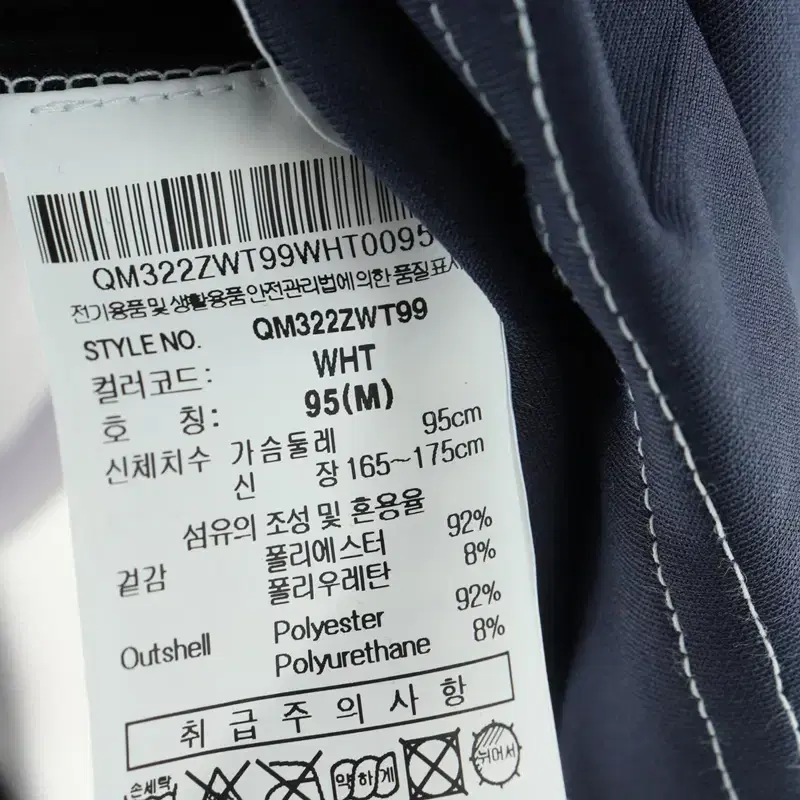 QM322ZWT99WHT0095
전기용품 및 생활용품 안전관리법에 의한 품질표시
STYLE NO. QM322ZWT99
컬러코드: WHT
호 칭: 95(M)
신체치수 가슴둘레 95cm
신 장 165~175cm
섬유의 조성 및 혼용율
겉감 폴리에스터 92%
폴리우레탄 8%
Outshell Polyester 92%
Polyurethane 8%
취급주의사항
손세탁 약하게 뉘어서